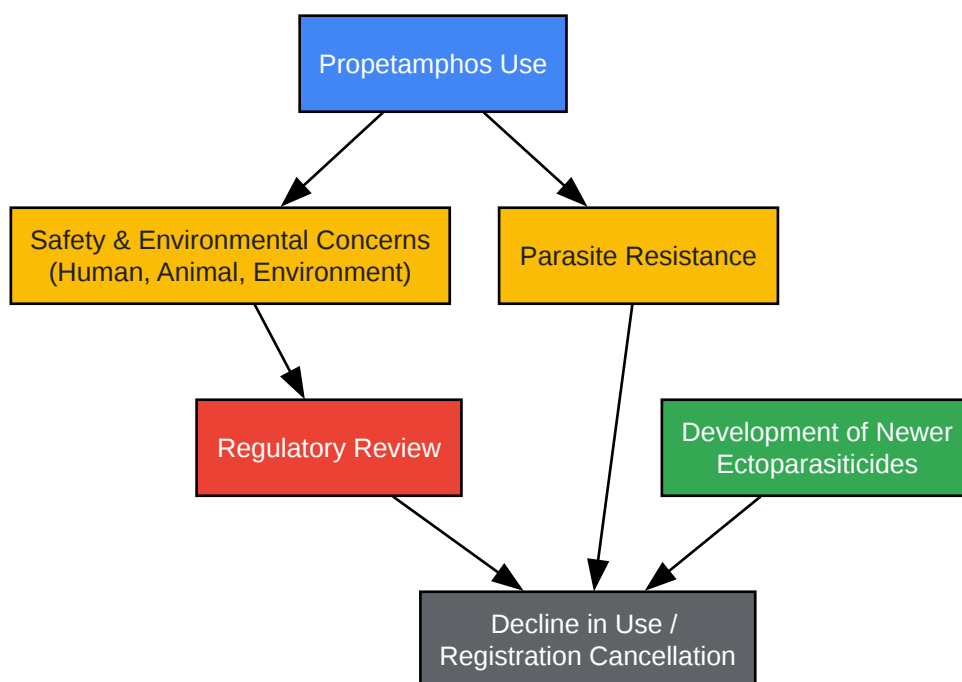 Propetamphos Use
Safety & Environmental Concerns
(Human, Animal, Environment)
Parasite Resistance
Regulatory Review
Development of Newer
Ectoparasiticides
Decline in Use /
Registration Cancellation